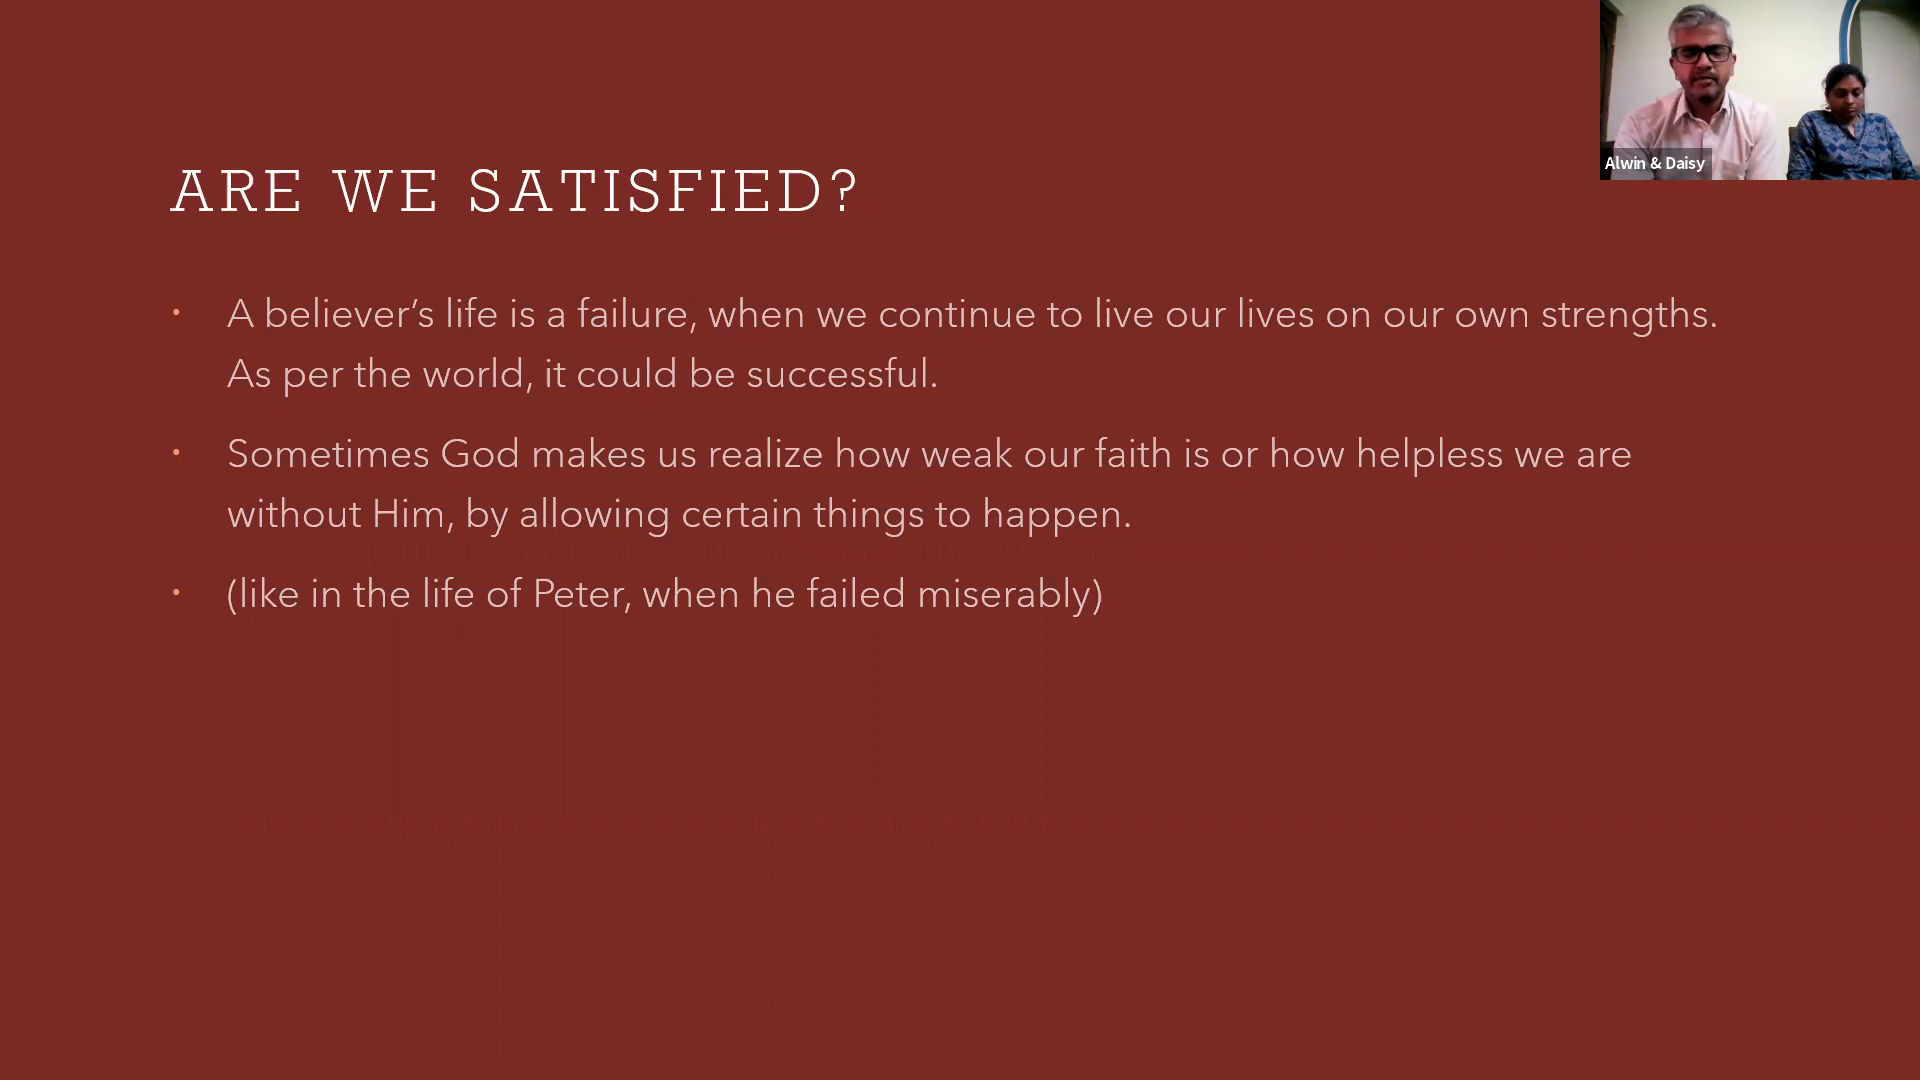 ARE WE SATISFIED?
• A believer’s life is a failure, when we continue to live our lives on our own strengths.
As per the world, it could be successful.
• Sometimes God makes us realize how weak our faith is or how helpless we are
without Him, by allowing certain things to happen.
• (like in the life of Peter, when he failed miserably)
Alwin & Daisy